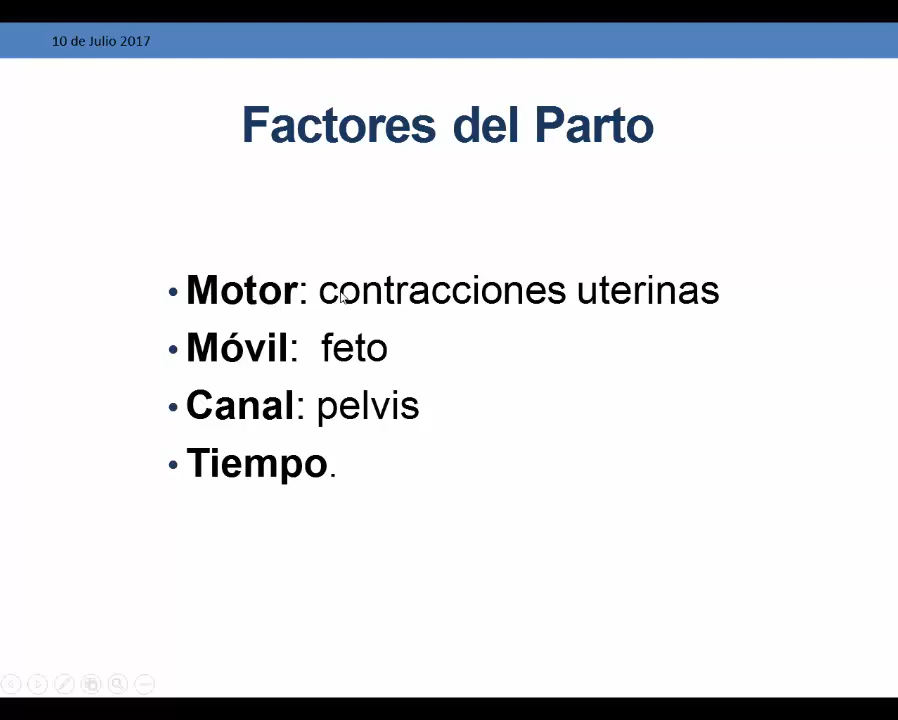 10 de Julio 2017
Factores del Parto
• Motor: contracciones uterinas
• Móvil: feto
• Canal: pelvis
• Tiempo.